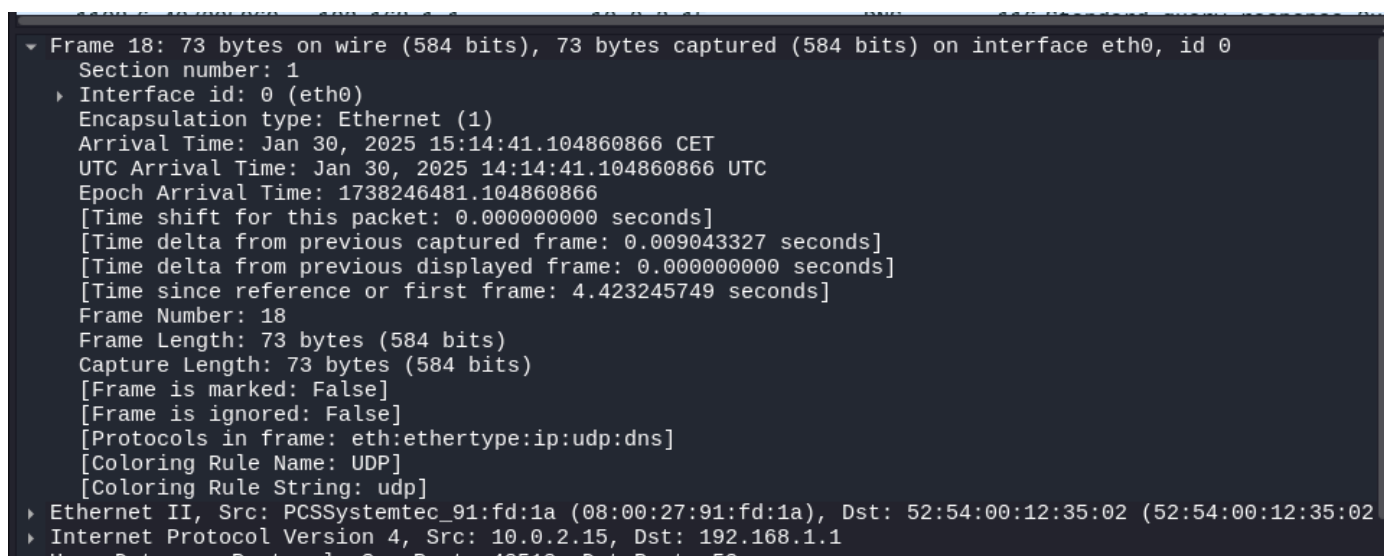 Frame 18: 73 bytes on wire (584 bits), 73 bytes captured (584 bits) on interface eth0, id 0
Section number: 1
Interface id: 0 (eth0)
Encapsulation type: Ethernet (1)
Arrival Time: Jan 30, 2025 15:14:41.104860866 CET
UTC Arrival Time: Jan 30, 2025 14:14:41.104860866 UTC
Epoch Arrival Time: 1738246481.104860866
[Time shift for this packet: 0.000000000 seconds]
[Time delta from previous captured frame: 0.009043327 seconds]
[Time delta from previous displayed frame: 0.000000000 seconds]
[Time since reference or first frame: 4.423245749 seconds]
Frame Number: 18
Frame Length: 73 bytes (584 bits)
Capture Length: 73 bytes (584 bits)
[Frame is marked: False]
[Frame is ignored: False]
[Protocols in frame: eth:ethertype:ip:udp:dns]
[Coloring Rule Name: UDP]
[Coloring Rule String: udp]
Ethernet II, Src: PCSSystemtec_91:fd:1a (08:00:27:91:fd:1a), Dst: 52:54:00:12:35:02 (52:54:00:12:35:02
Internet Protocol Version 4, Src: 10.0.2.15, Dst: 192.168.1.1